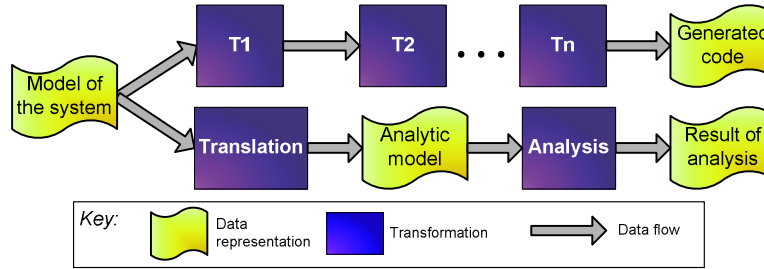 Model of
the system
T1
T2
. . .
Tn
Generated
code
Translation
Analytic
model
Analysis
Result of
analysis
Key:
Data
representation
Transformation
Data flow